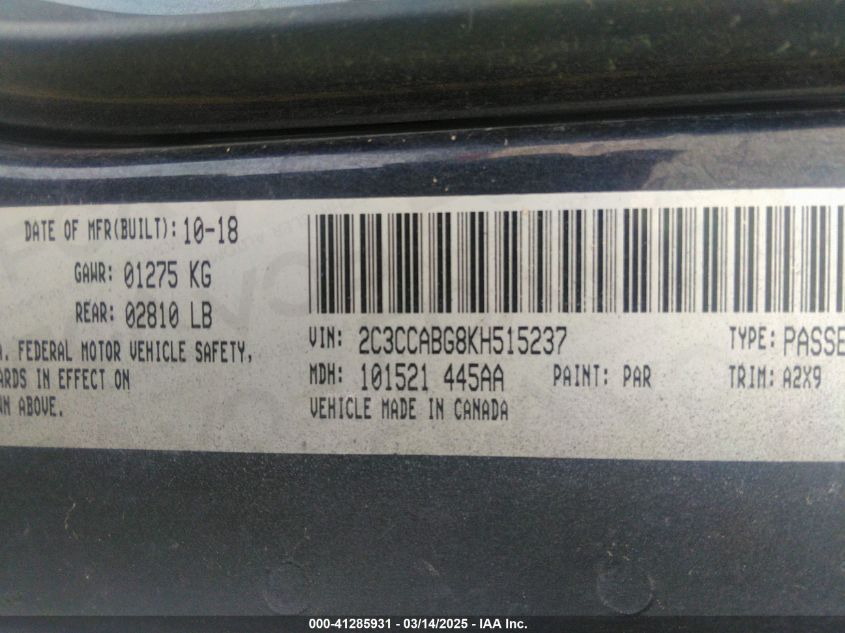 DATE OF MFR(BUILT): 10-18
GAWR: 01275 KG
REAR: 02810 LB
. FEDERAL MOTOR VEHICLE SAFETY,
ARDS IN EFFECT ON
ABOVE.
VIN: 2C3CCABG8KH515237 TYPE: PASSE
MDH: 101521 445AA PAINT: PAR TRIM: A2X9
VEHICLE MADE IN CANADA
000-41285931 - 03/14/2025 - IAA Inc.